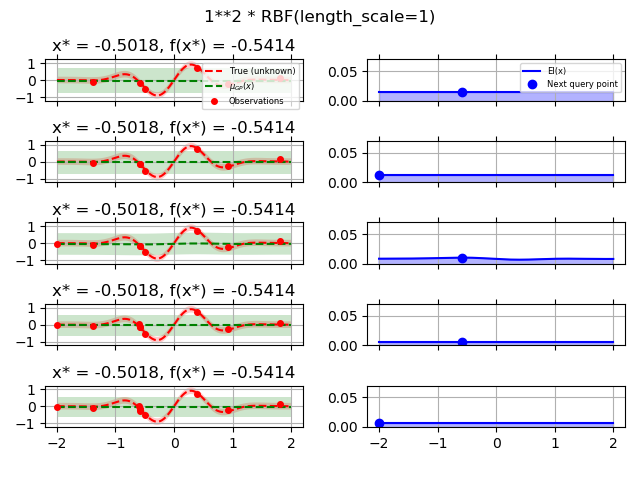 1**2 * RBF(length_scale=1)
x* = -0.5018, f(x*) = -0.5414
1
0
−1
True (unknown)
μGP(x)
Observations
0.05
0.00
EI(x)
Next query point
x* = -0.5018, f(x*) = -0.5414
1
0
−1
0.05
0.00
x* = -0.5018, f(x*) = -0.5414
1
0
−1
0.05
0.00
x* = -0.5018, f(x*) = -0.5414
1
0
−1
0.05
0.00
x* = -0.5018, f(x*) = -0.5414
1
0
−1
−2 −1 0 1 2
0.05
0.00
−2 −1 0 1 2